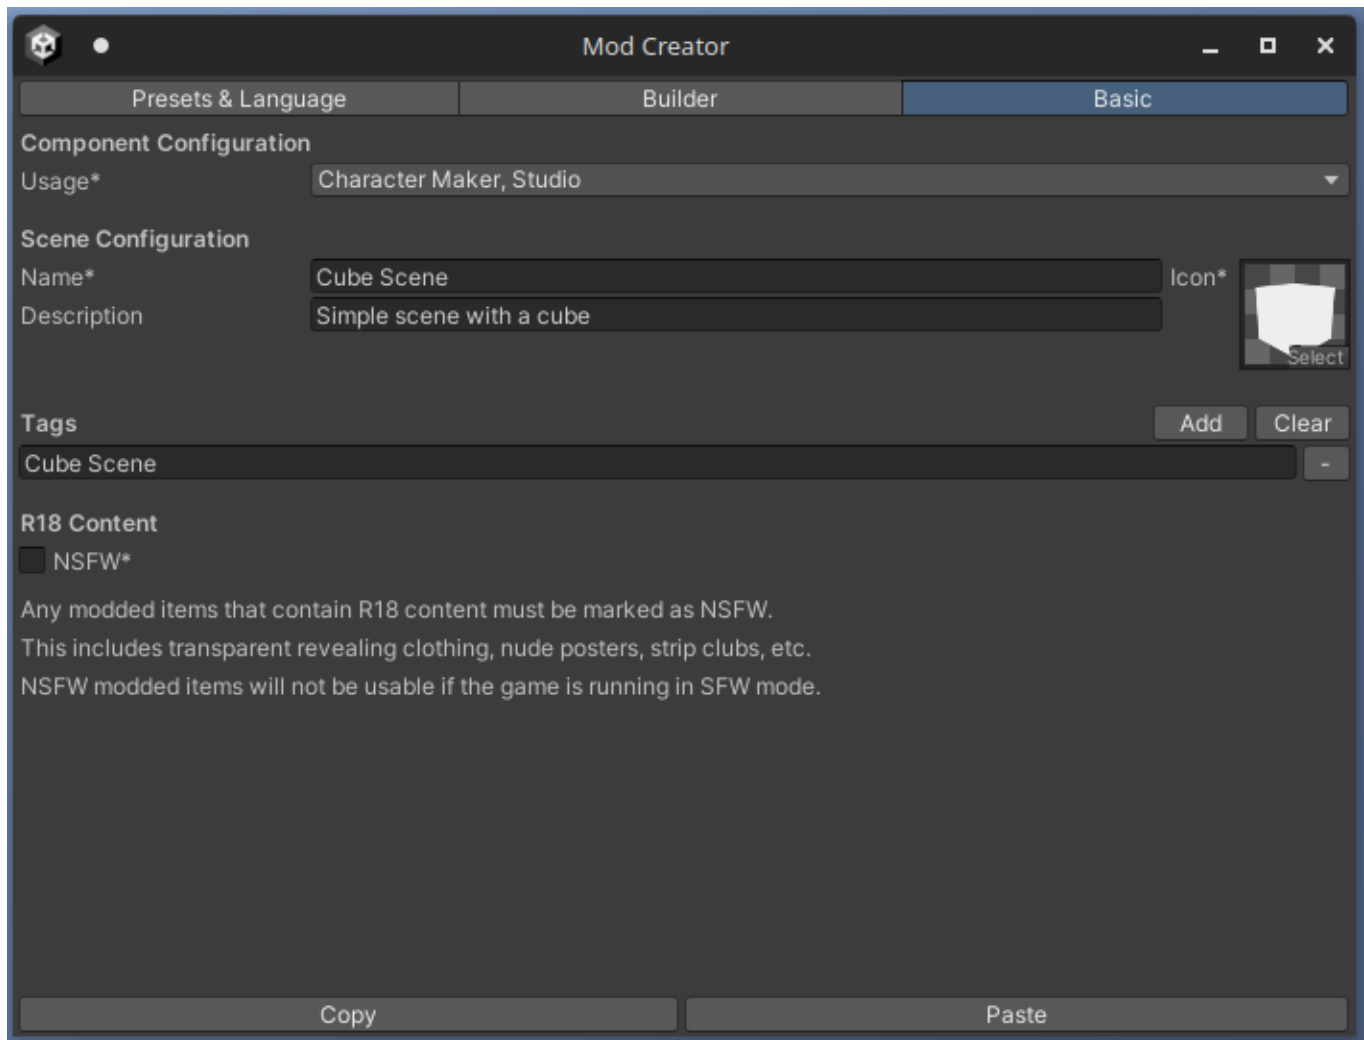 Mod Creator
Presets & Language Builder Basic
Component Configuration
Usage* Character Maker, Studio
Scene Configuration
Name* Cube Scene Icon*
Description Simple scene with a cube
Select
Tags Add Clear
Cube Scene -
R18 Content
NSFW*
Any modded items that contain R18 content must be marked as NSFW.
This includes transparent revealing clothing, nude posters, strip clubs, etc.
NSFW modded items will not be usable if the game is running in SFW mode.
Copy Paste